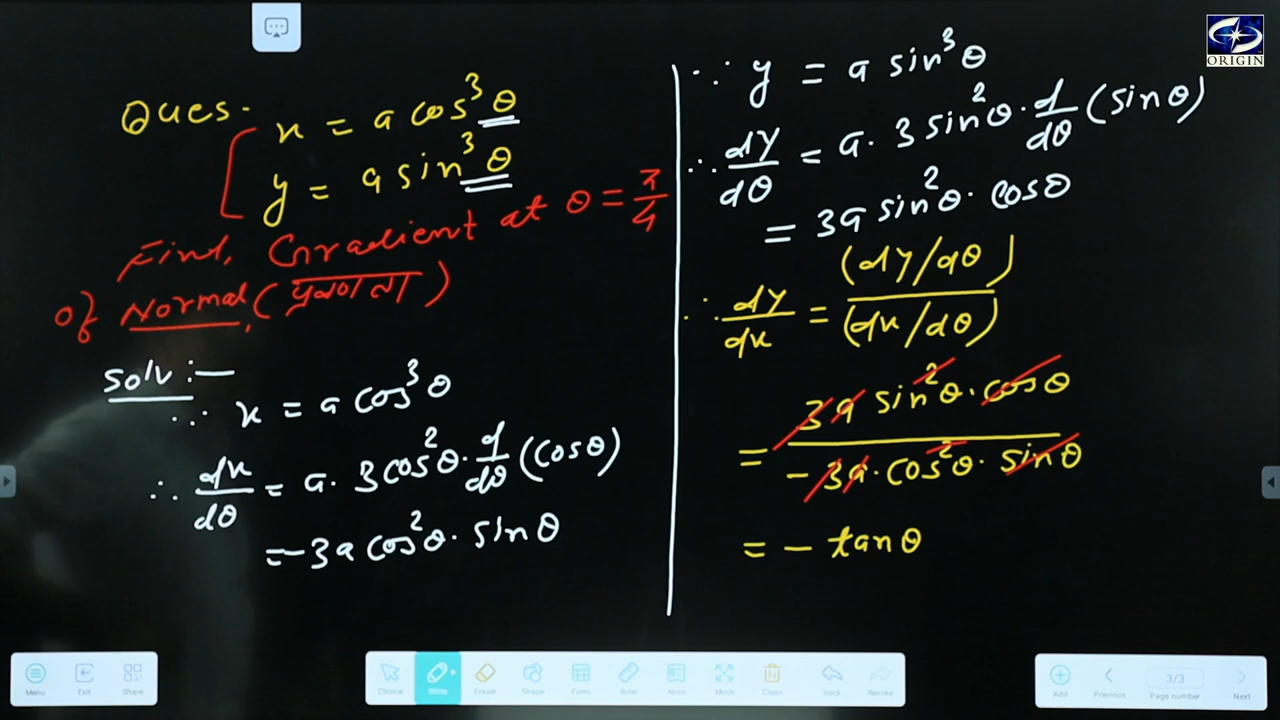 Ques.
x = a cos³θ
y = a sin³θ
Find, Gradient at θ = π/4
of Normal, (प्रवणता)
Solv :—
∵ x = a cos³θ
∴ dx/dθ = a. 3cos²θ. d/dθ (cosθ)
= -3a cos²θ. sinθ
∵ y = a sin³θ
∴ dy/dθ = a. 3 sin²θ. d/dθ (sinθ)
= 3a sin²θ. cosθ
∴ dy/dx = (dy/dθ)/(dx/dθ)
= 3a sin²θ. cosθ / -3a. cos²θ. sinθ
= - tanθ
ORIGIN
Menu Exit Share
Choice Write Eraser Shape Form Ruler Note Move Clean Back Revoke
Add Previous 3/3 Page number Next